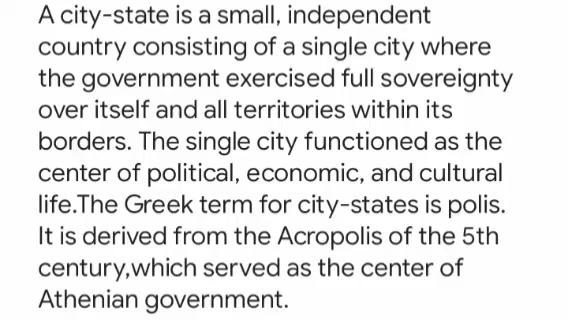 A city-state is a small, independent
country consisting of a single city where
the government exercised full sovereignty
over itself and all territories within its
borders. The single city functioned as the
center of political, economic, and cultural
life.The Greek term for city-states is polis.
It is derived from the Acropolis of the 5th
century,which served as the center of
Athenian government.